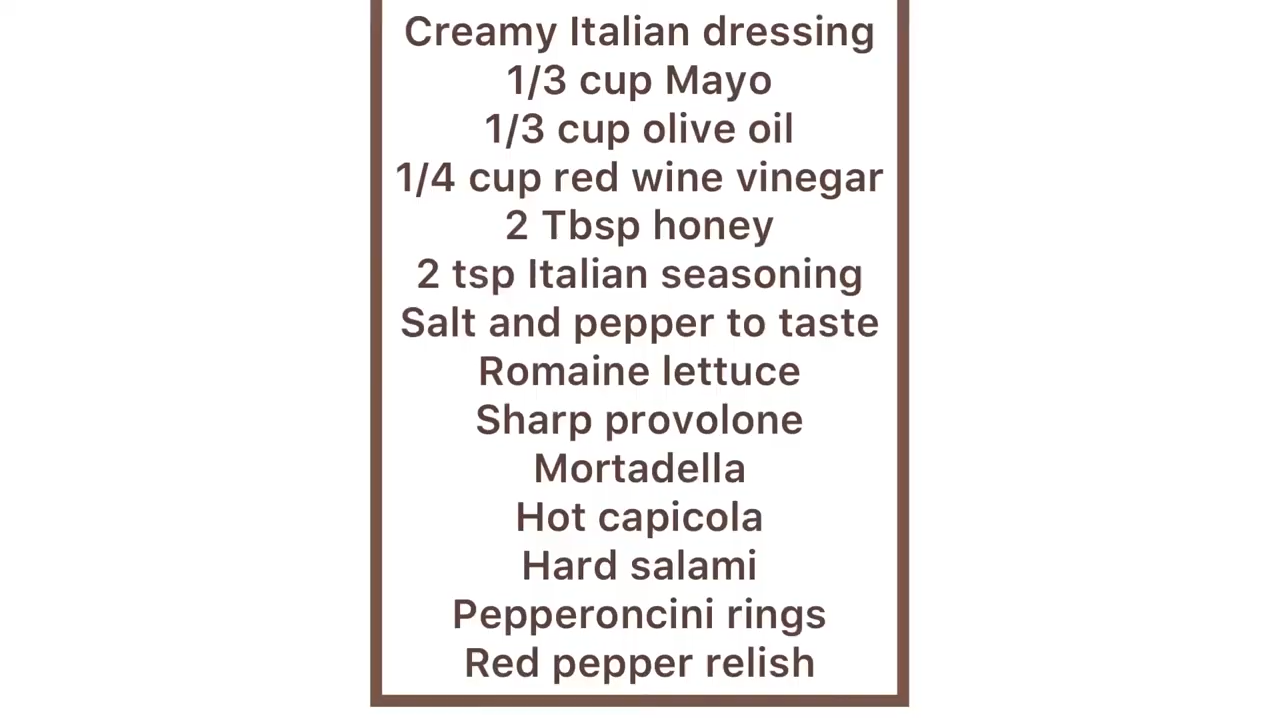 Creamy Italian dressing
1/3 cup Mayo
1/3 cup olive oil
1/4 cup red wine vinegar
2 Tbsp honey
2 tsp Italian seasoning
Salt and pepper to taste
Romaine lettuce
Sharp provolone
Mortadella
Hot capicola
Hard salami
Pepperoncini rings
Red pepper relish